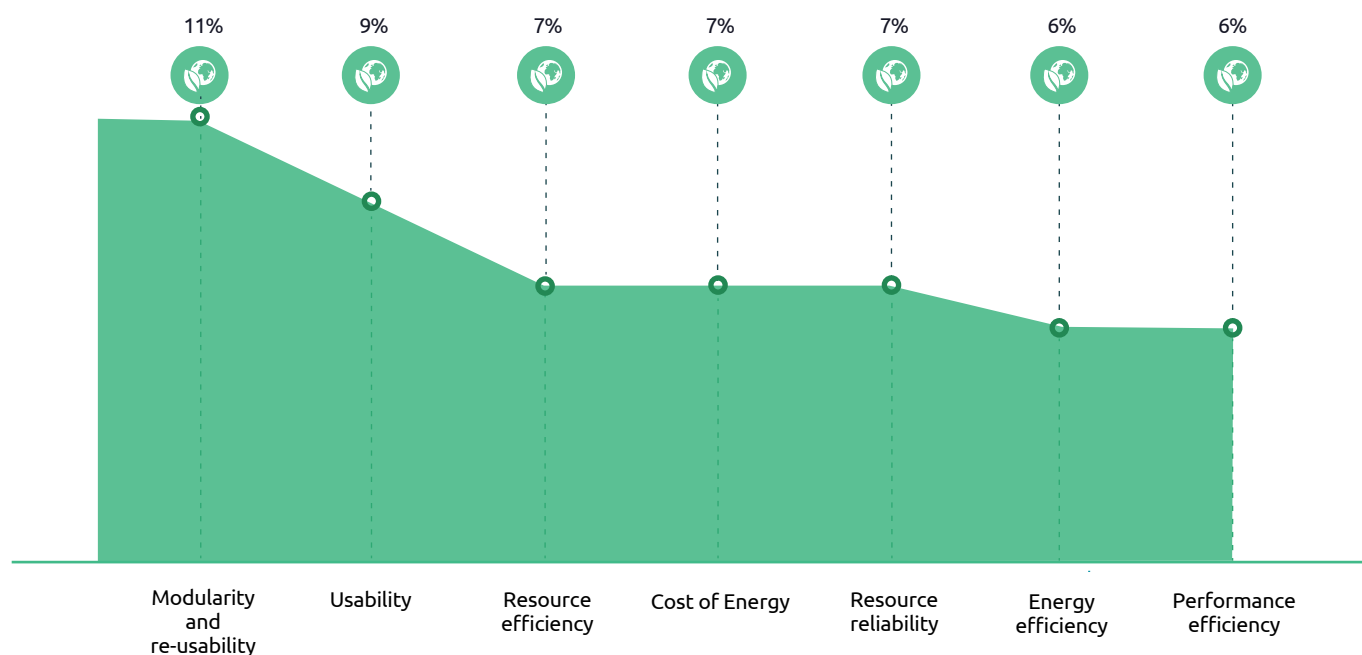 11%
9%
7%
7%
7%
6%
6%
Modularity
and
re-usability
Usability
Resource
efficiency
Cost of Energy
Resource
reliability
Energy
efficiency
Performance
efficiency